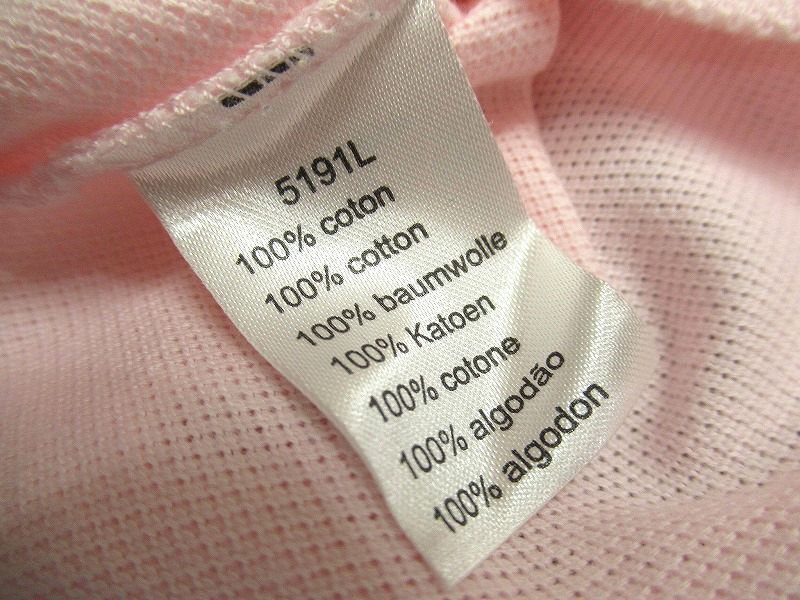 5191L
100% coton
100% cotton
100% baumwolle
100% Katoen
100% cotone
100% algodão
100% algodon